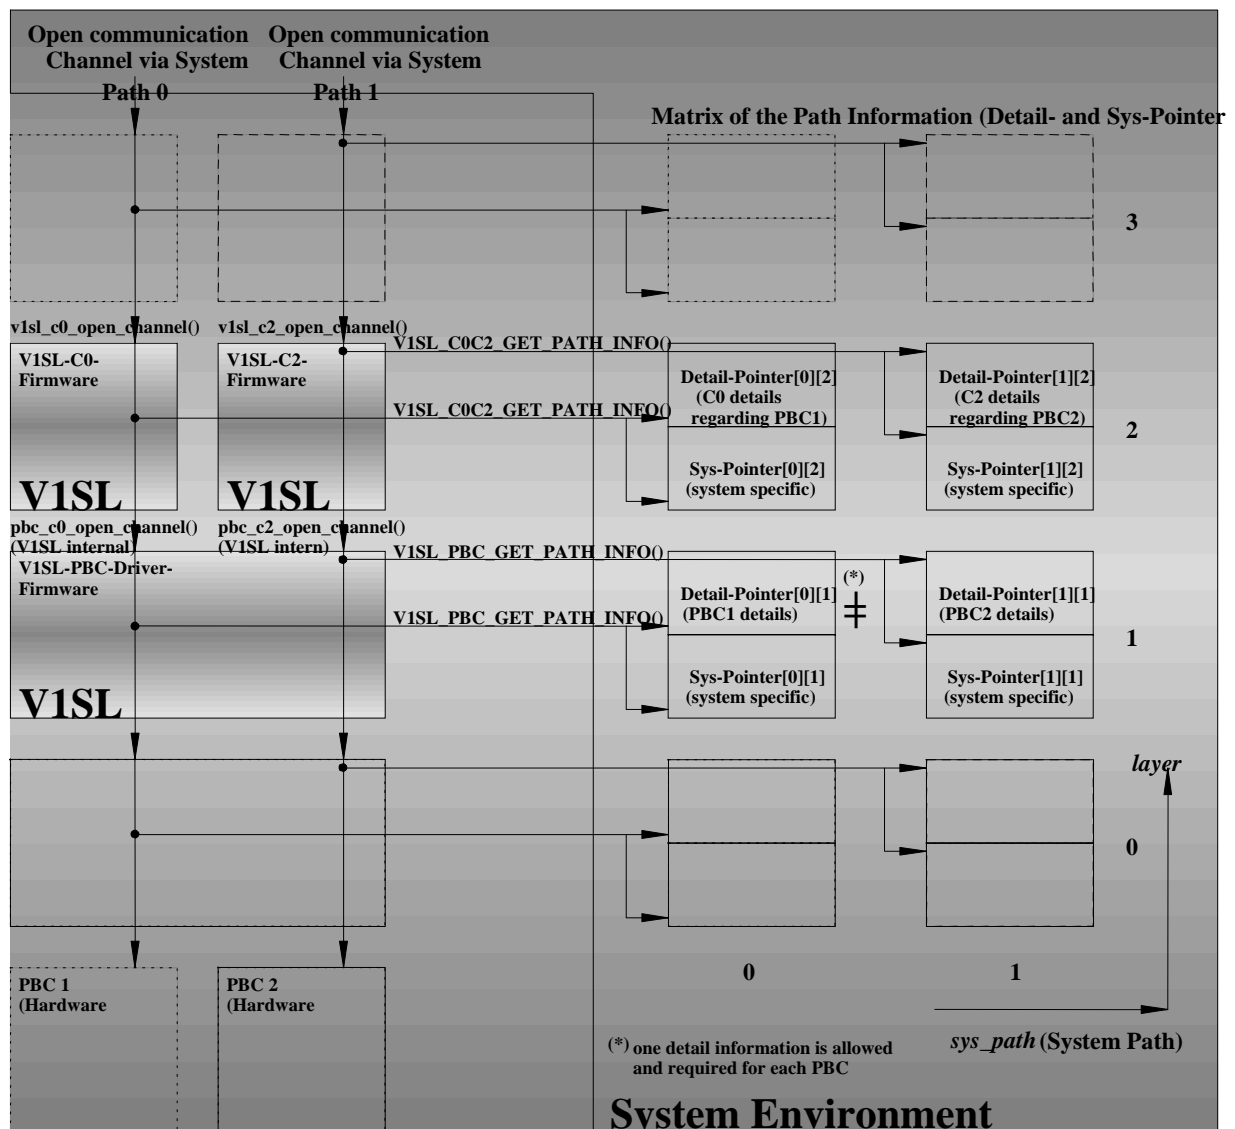 Open communication
Channel via System
Path 0
Open communication
Channel via System
Path 1
Matrix of the Path Information (Detail- and Sys-Pointer
3
v1sl_c0_open_channel()
v1sl_c2_open_channel()
V1SL-C0-
Firmware
V1SL
V1SL-C2-
Firmware
V1SL
V1SL_C0C2_GET_PATH_INFO()
V1SL_C0C2_GET_PATH_INFO()
Detail-Pointer[0][2]
(C0 details
regarding PBC1)
Sys-Pointer[0][2]
(system specific)
Detail-Pointer[1][2]
(C2 details
regarding PBC2)
Sys-Pointer[1][2]
(system specific)
2
pbc_c0_open_channel()
(V1SL internal)
pbc_c2_open_channel()
(V1SL intern)
V1SL-PBC-Driver-
Firmware
V1SL
V1SL_PBC_GET_PATH_INFO()
V1SL_PBC_GET_PATH_INFO()
Detail-Pointer[0][1]
(PBC1 details)
Sys-Pointer[0][1]
(system specific)
(*)
Detail-Pointer[1][1]
(PBC2 details)
Sys-Pointer[1][1]
(system specific)
1
layer
0
0
1
PBC 1
(Hardware
PBC 2
(Hardware
sys_path (System Path)
(*) one detail information is allowed
and required for each PBC
System Environment